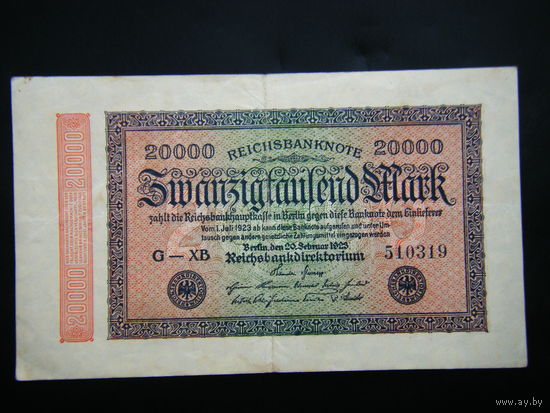 20000 REICHSBANKNOTE 20000
Zwanzigtausend Mark
zahlt die Reichsbankhauptkasse in Berlin gegen diese Banknote dem Einlieferer
Vom 1. Juli 1923 ab kann diese Banknote aufgerufen und unter Um-
tausch gegen andere gesetzliche Zahlungsmittel eingezogen werden
Berlin, den 20. Februar 1923
G — XB Reichsbankdirektorium 510319
20000 20000
www.ay.by